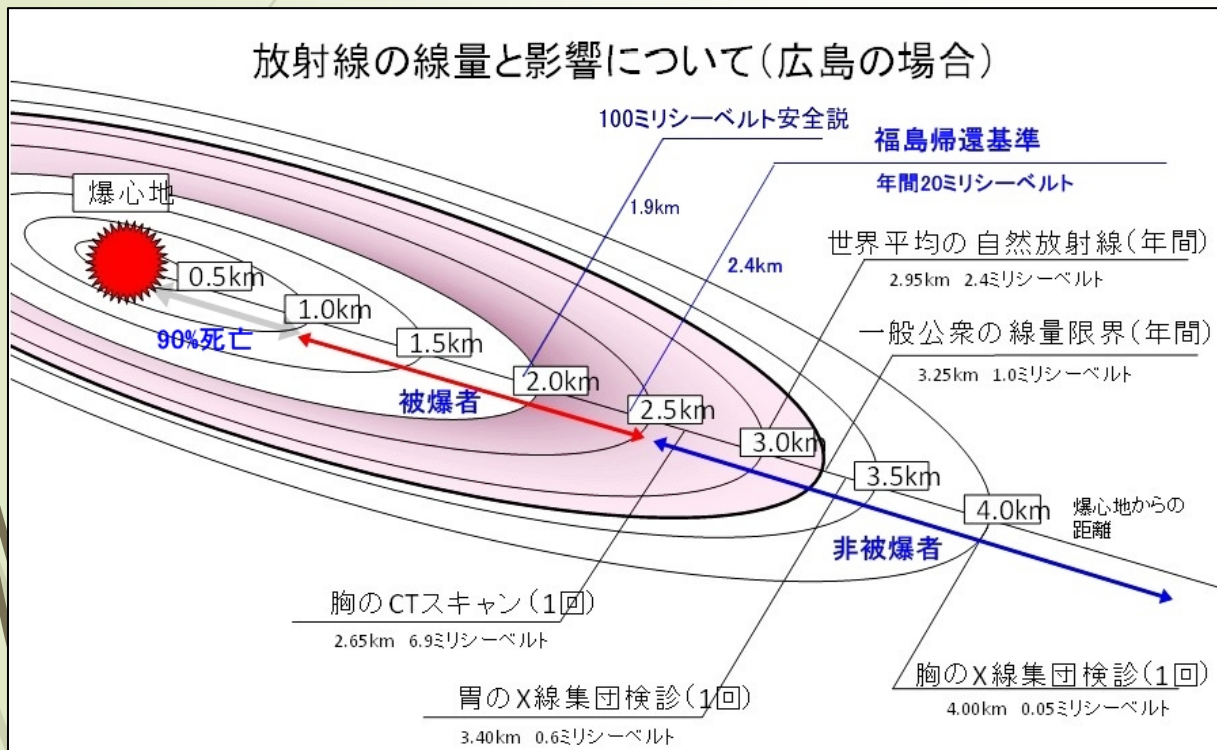 放射線の線量と影響について(広島の場合)
100ミリシーベルト安全説
1.9km
福島帰還基準
年間20ミリシーベルト
2.4km
爆心地
0.5km
1.0km
1.5km
2.0km
2.5km
3.0km
3.5km
4.0km
90%死亡
被爆者
非被爆者
世界平均の自然放射線(年間)
2.95km 2.4ミリシーベルト
一般公衆の線量限界(年間)
3.25km 1.0ミリシーベルト
爆心地からの
距離
胸のCTスキャン(1回)
2.65km 6.9ミリシーベルト
胃のX線集団検診(1回)
3.40km 0.6ミリシーベルト
胸のX線集団検診(1回)
4.00km 0.05ミリシーベルト